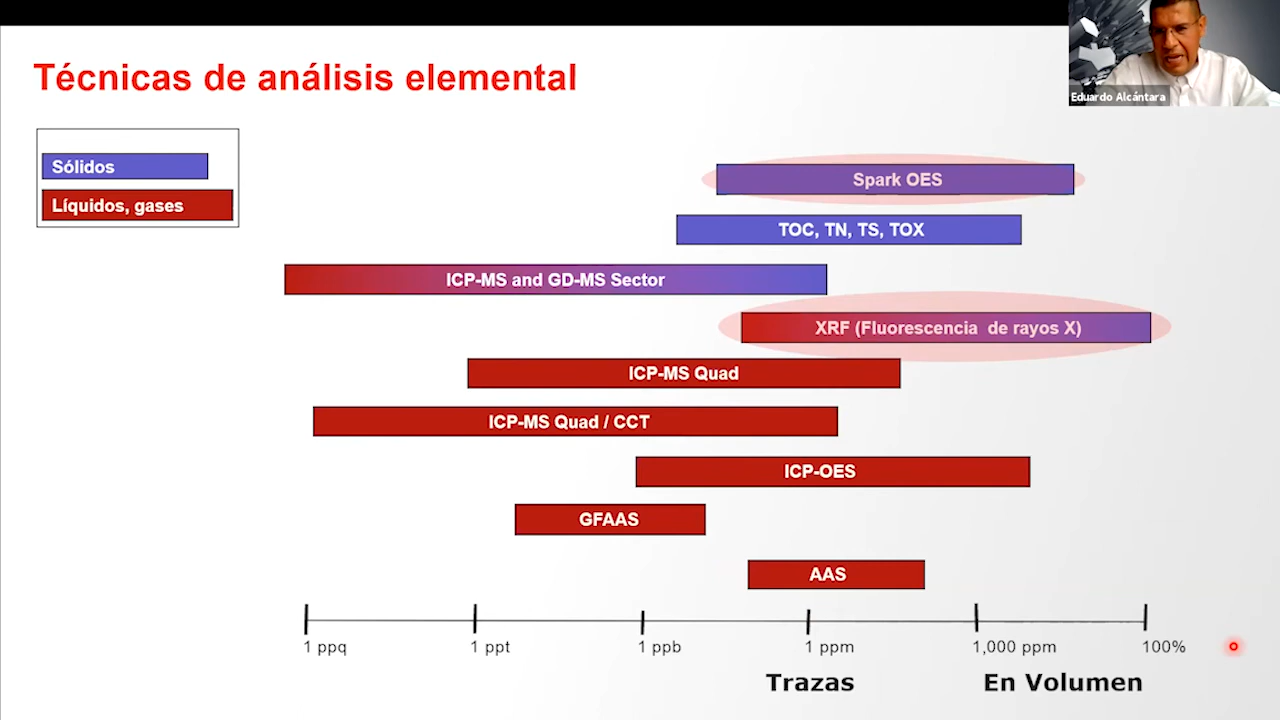 Técnicas de análisis elemental
Eduardo Alcántara
Sólidos
Líquidos, gases
Spark OES
TOC, TN, TS, TOX
ICP-MS and GD-MS Sector
XRF (Fluorescencia de rayos X)
ICP-MS Quad
ICP-MS Quad / CCT
ICP-OES
GFAAS
AAS
1 ppq 1 ppt 1 ppb 1 ppm 1,000 ppm 100%
Trazas En Volumen